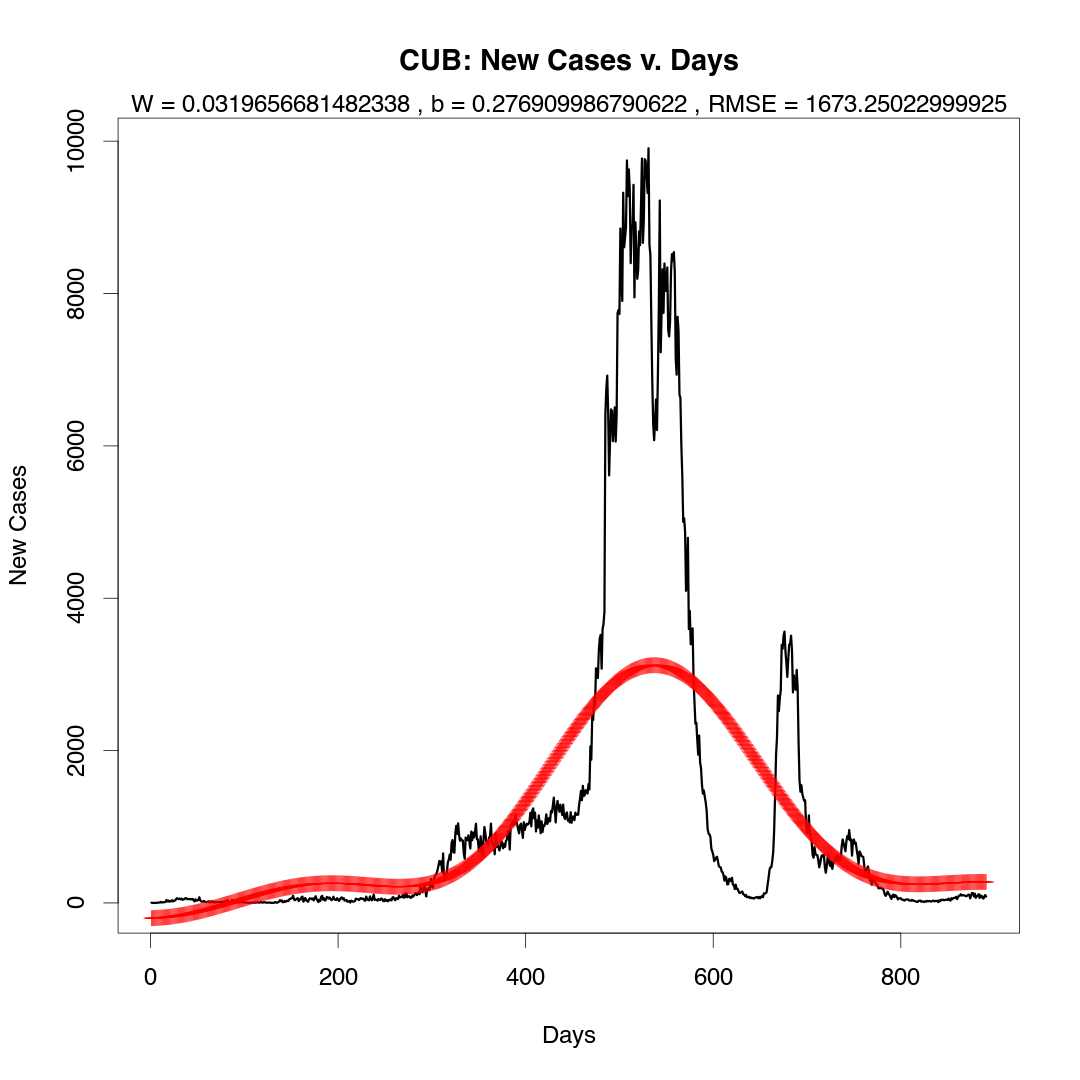 CUB: New Cases v. Days
W = 0.0319656681482338 , b = 0.276909986790622 , RMSE = 1673.25022999925
10000
8000
6000
4000
2000
0
New Cases
0 200 400 600 800
Days